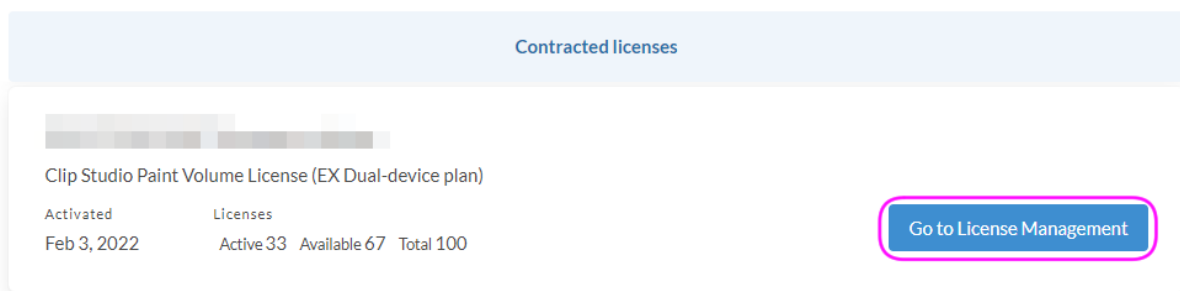 Contracted licenses
Clip Studio Paint Volume License (EX Dual-device plan)
Activated Licenses
Feb 3, 2022 Active 33 Available 67 Total 100
Go to License Management